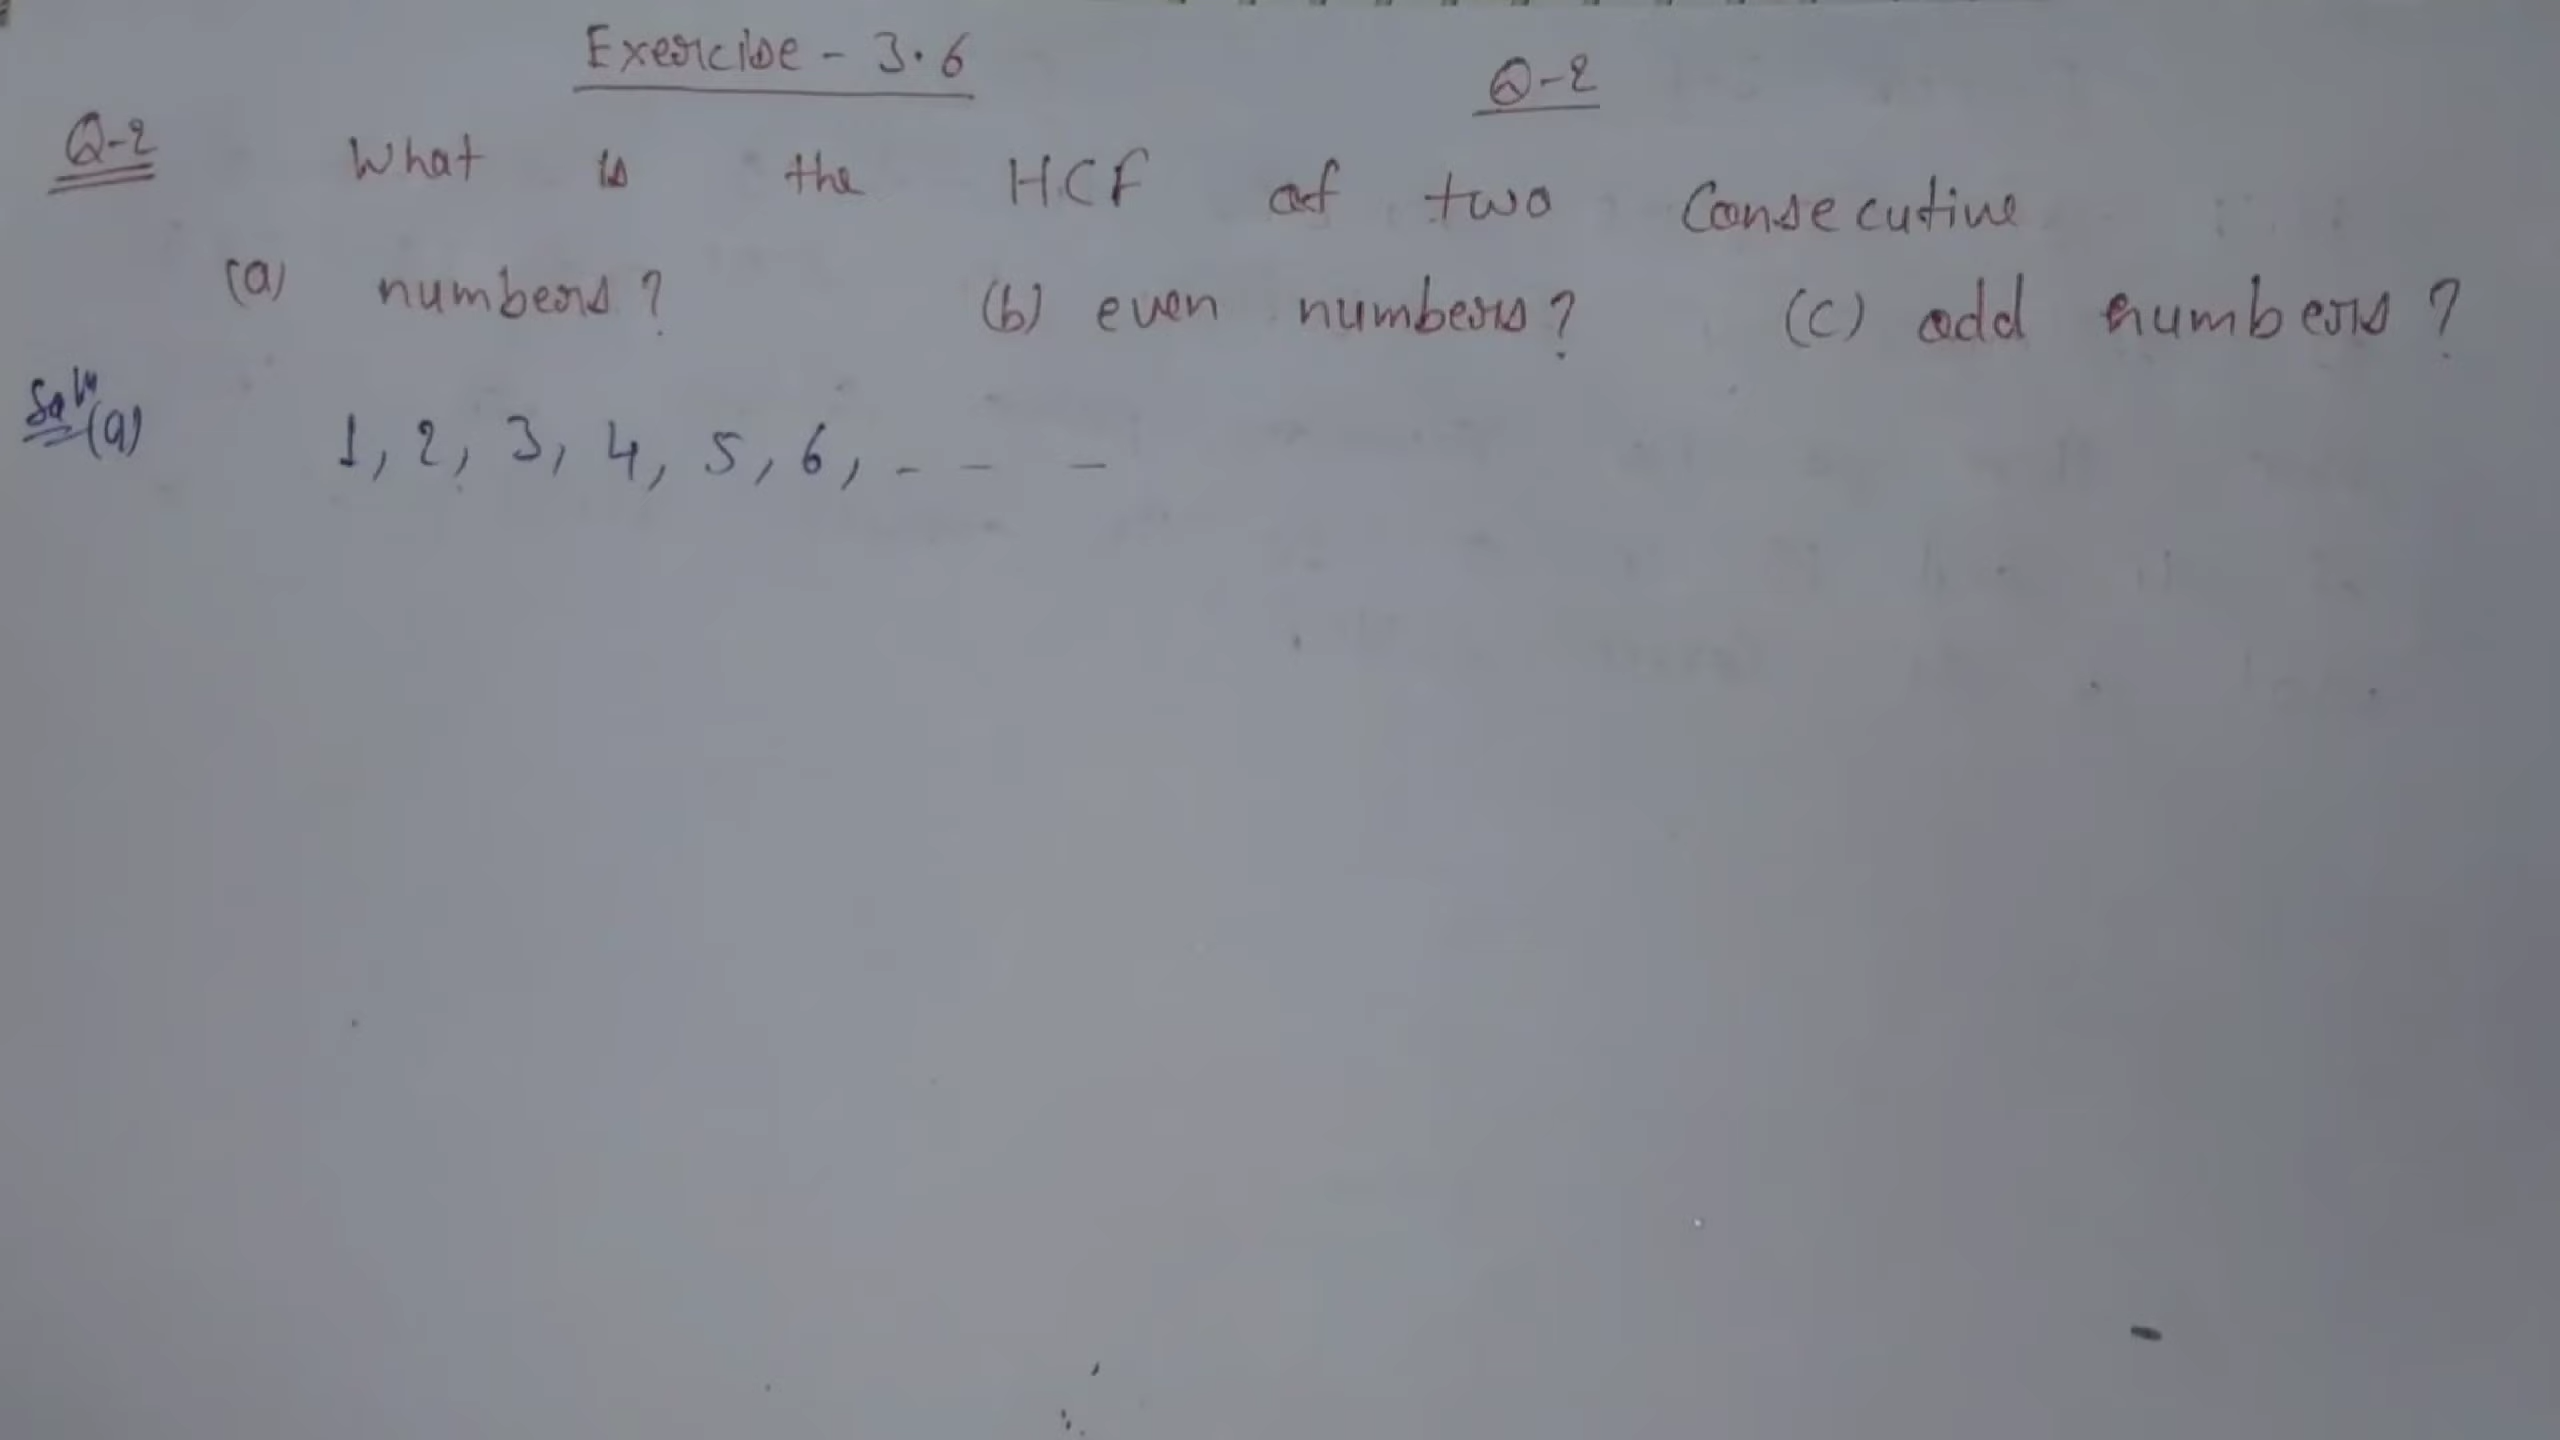 Exercise - 3.6 Q-2
Q-2 What is the HCF of two Consecutive
(a) numbers? (b) even numbers? (c) odd numbers?
Solⁿ(a) 1, 2, 3, 4, 5, 6, - - -